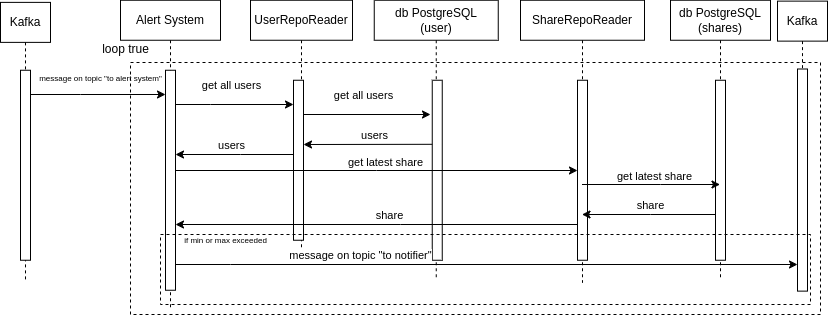 Kafka
Alert System
UserRepoReader
db PostgreSQL
(user)
ShareRepoReader
db PostgreSQL
(shares)
Kafka
loop true
message on topic "to alert system"
get all users
get all users
users
users
get latest share
get latest share
share
share
if min or max exceeded
message on topic "to notifier"